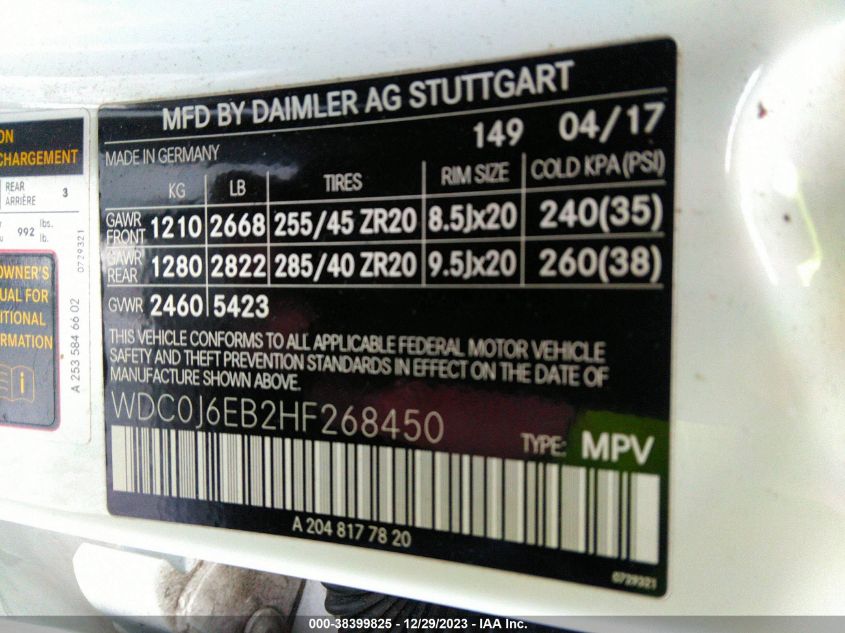 MFD BY DAIMLER AG STUTTGART
149 04/17
MADE IN GERMANY
KG LB TIRES RIM SIZE COLD KPA (PSI)
GAWR FRONT 1210 2668 255/45 ZR20 8.5Jx20 240(35)
GAWR REAR 1280 2822 285/40 ZR20 9.5Jx20 260(38)
GVWR 2460 5423
THIS VEHICLE CONFORMS TO ALL APPLICABLE FEDERAL MOTOR VEHICLE
SAFETY AND THEFT PREVENTION STANDARDS IN EFFECT ON THE DATE OF
MANUFACTURE SHOWN ABOVE.
WDC0J6EB2HF268450
TYPE: MPV
A 204 817 78 20
0729321
ON
CHARGEMENT
REAR
ARRIÈRE 3
992 lbs.
lb.
0729321
OWNER'S
FOR
A 253 584 66 02
000-38399825 - 12/29/2023 - IAA Inc.